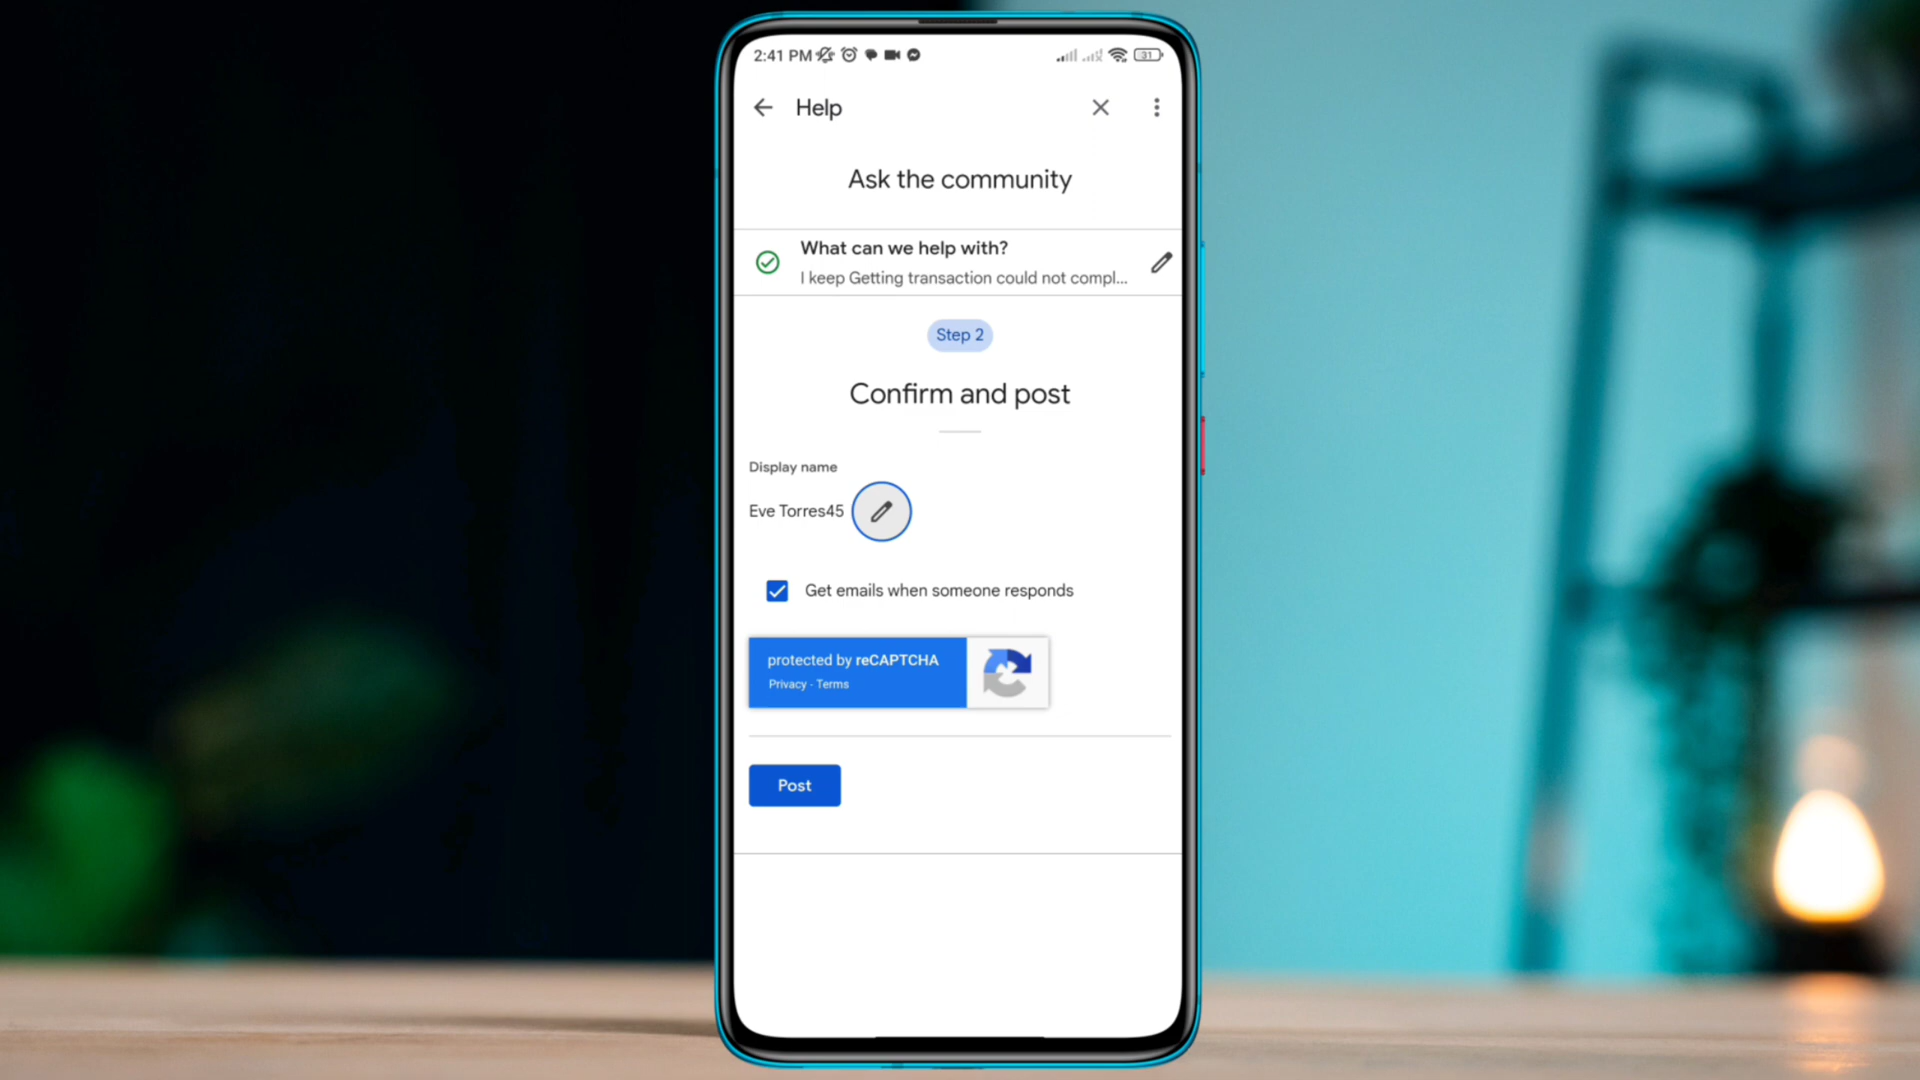 2:41 PM
31
Help
Ask the community
What can we help with?
I keep Getting transaction could not compl...
Step 2
Confirm and post
Display name
Eve Torres45
Get emails when someone responds
protected by reCAPTCHA
Privacy - Terms
Post